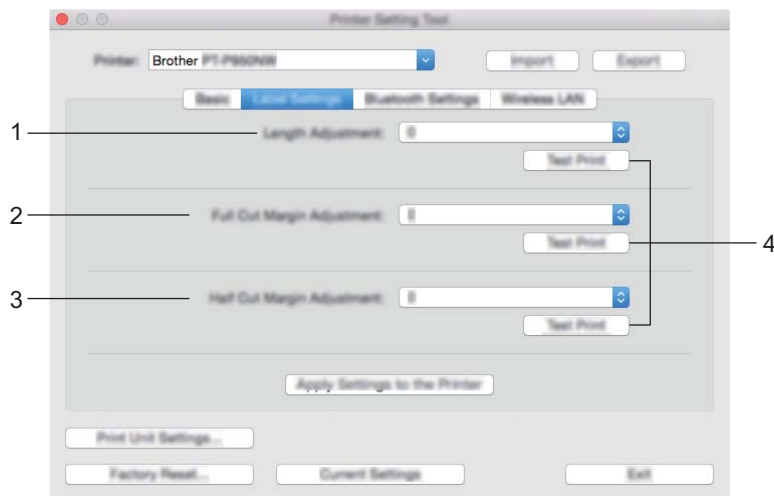 Printer Setting Tool
Printer: Brother PT-P950NW Import Export
Basic Label Settings Bluetooth Settings Wireless LAN
1 Length Adjustment: 0
Test Print
2 Full Cut Margin Adjustment: 0
Test Print 4
3 Half Cut Margin Adjustment: 0
Test Print
Apply Settings to the Printer
Print Unit Settings...
Factory Reset... Current Settings Exit